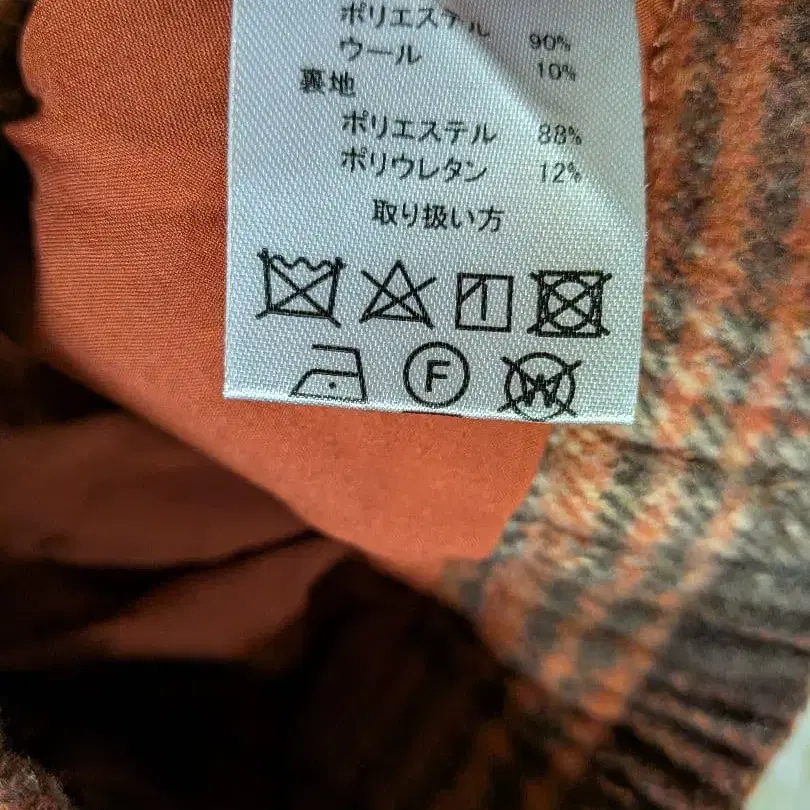 ポリエステル 90%
ウール 10%
裏地
ポリエステル 88%
ポリウレタン 12%
取り扱い方
F
W